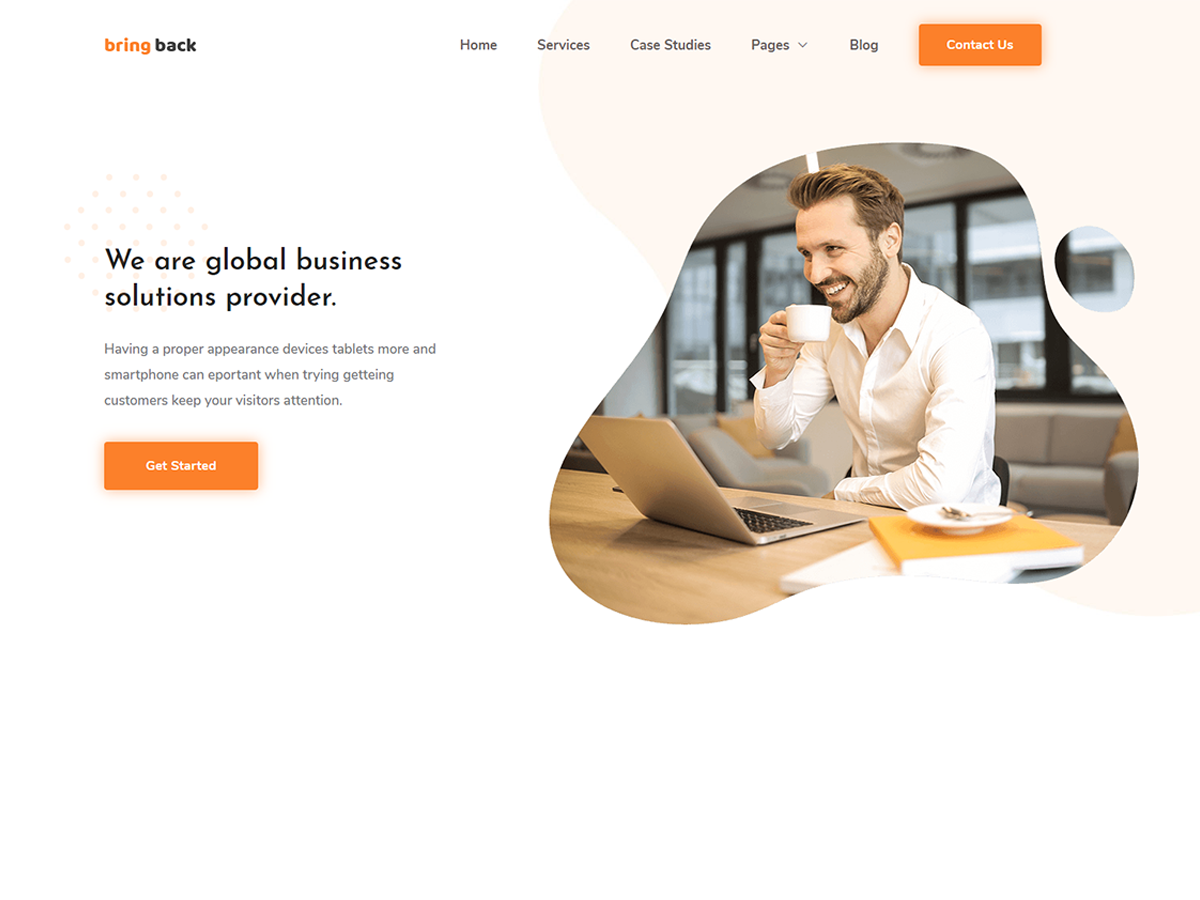 bring back
Home Services Case Studies Pages Blog Contact Us
We are global business
solutions provider.
Having a proper appearance devices tablets more and
smartphone can eportant when trying getteing
customers keep your visitors attention.
Get Started